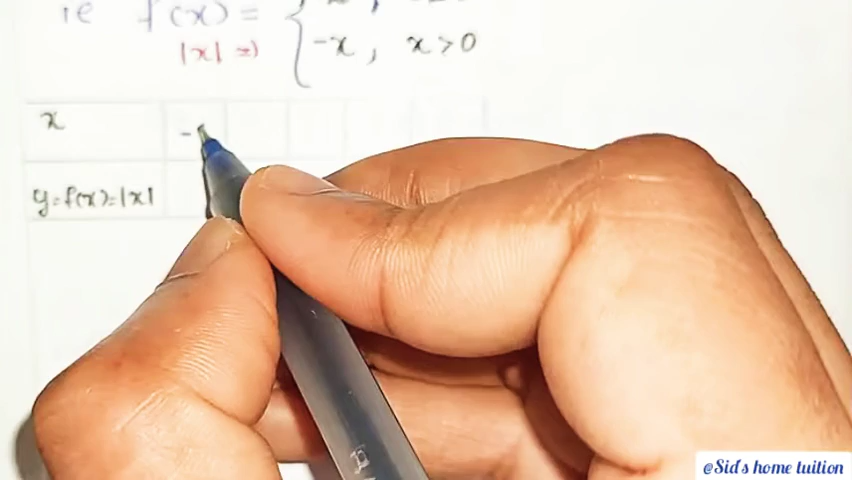 ie f(x) =
|x| =) -x, x>0
x -
y=f(x)=|x|
@Sid's home tuition